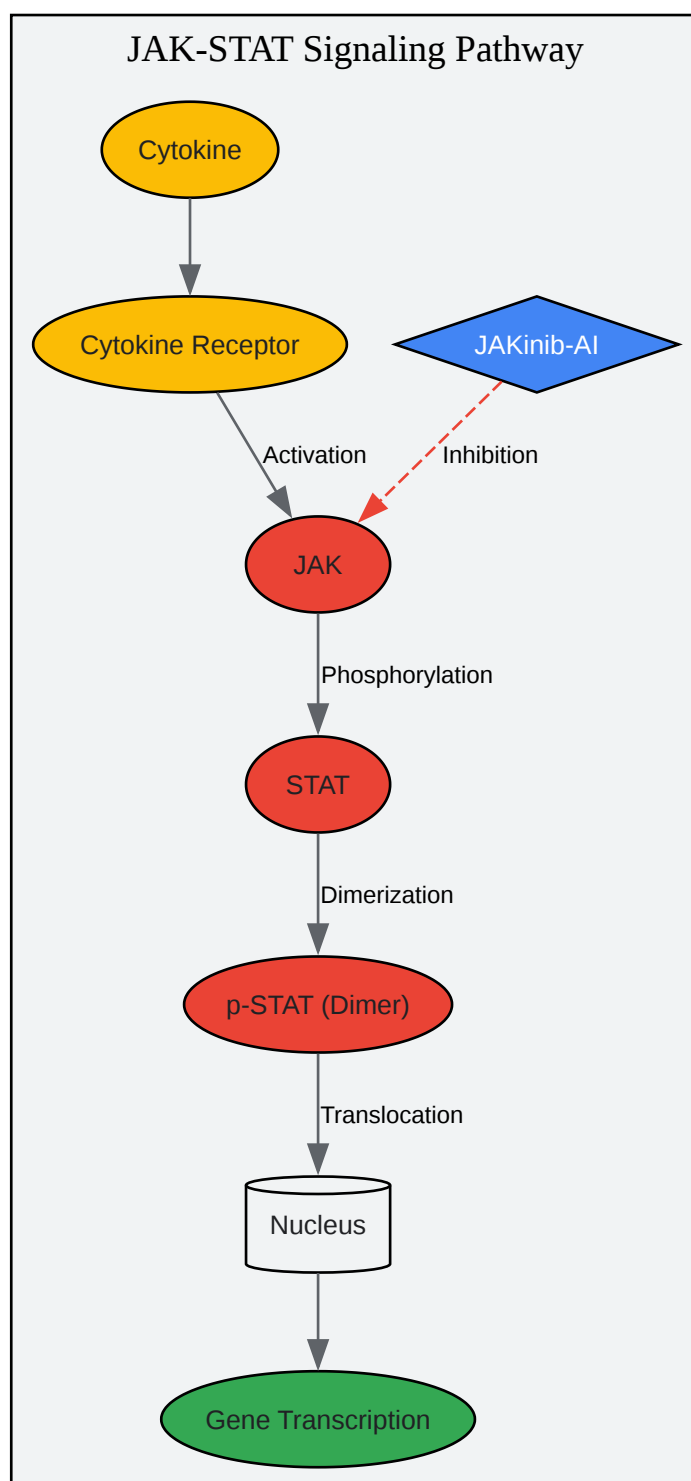 JAK-STAT Signaling Pathway
Cytokine
Cytokine Receptor
JAKinib-AI
Activation
Inhibition
JAK
Phosphorylation
STAT
Dimerization
p-STAT (Dimer)
Translocation
Nucleus
Gene Transcription